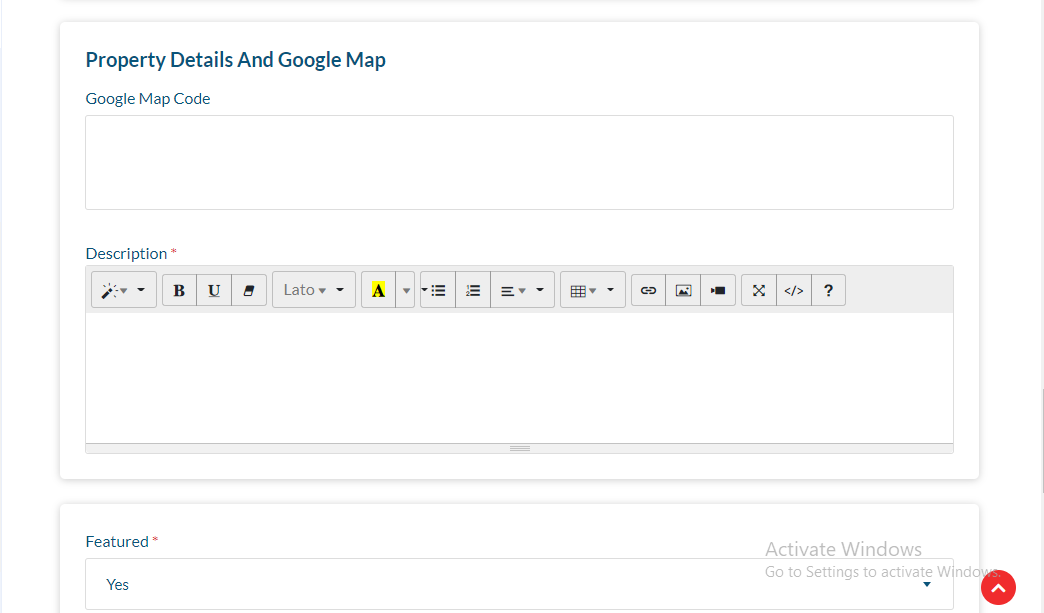 Property Details And Google Map
Google Map Code
Description *
B U Lato A </> ?
Featured *
Yes
Activate Windows
Go to Settings to activate Windows.